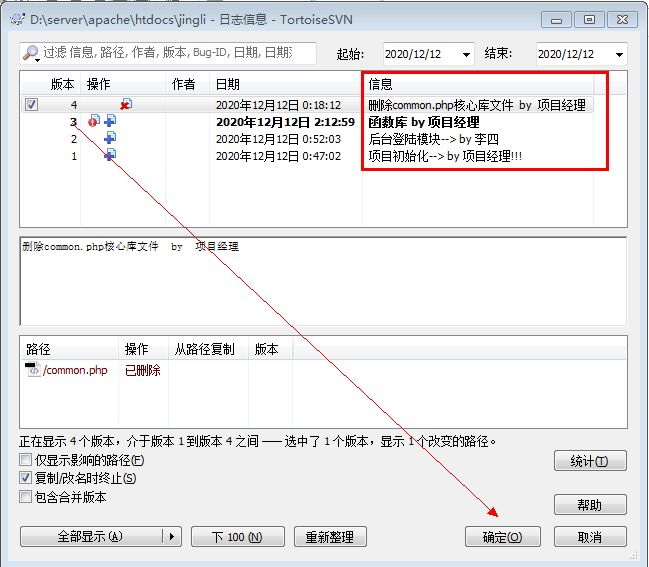 D:\server\apache\htdocs\jingli - 日志信息 - TortoiseSVN
过滤 信息, 路径, 作者, 版本, Bug-ID, 日期, 日期 起始: 2020/12/12 结束: 2020/12/12
版本 操作 作者 日期 信息
4 2020年12月12日 0:18:12 删除common.php核心库文件 by 项目经理
3 2020年12月12日 2:12:59 函数库 by 项目经理
2 2020年12月12日 0:52:03 后台登陆模块--> by 李四
1 2020年12月12日 0:47:02 项目初始化--> by 项目经理!!!
删除common.php核心库文件 by 项目经理
路径 操作 从路径复制 版本
/common.php 已删除
正在显示 4 个版本，介于版本 1 到版本 4 之间 —— 选中了 1 个版本，显示 1 个改变的路径。
仅显示影响的路径(F)
复制/改名时终止(S)
包含合并版本
统计(T)
帮助
全部显示(A) 下 100 (N) 重新整理 确定(O) 取消